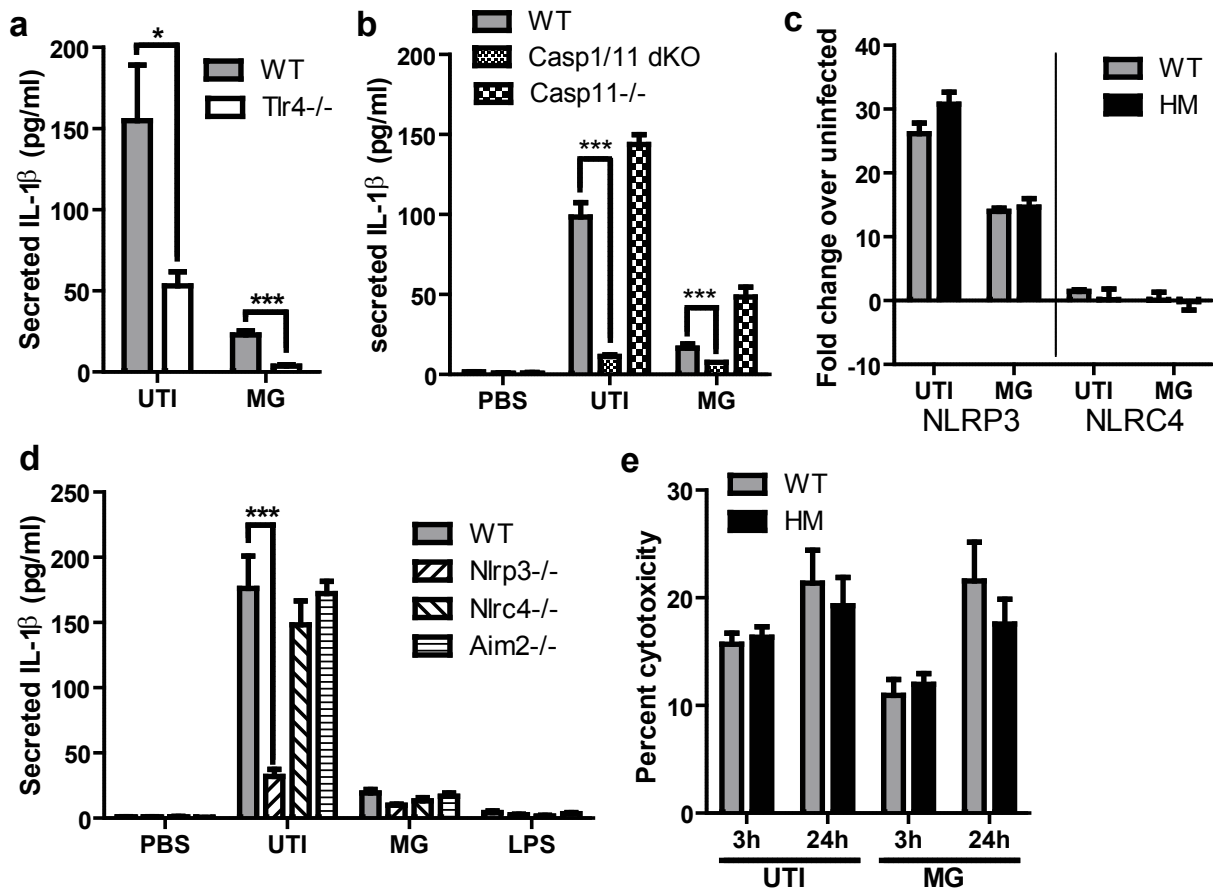 a
Secreted IL-1β (pg/ml)
200
150
100
50
0
*
***
WT
Tlr4-/-
UTI
MG
b
secreted IL-1β (pg/ml)
200
150
100
50
0
WT
Casp1/11 dKO
Casp11-/-
***
***
PBS
UTI
MG
c
Fold change over uninfected
40
30
20
10
0
-10
WT
HM
UTI
MG
UTI
MG
NLRP3
NLRC4
d
Secreted IL-1β (pg/ml)
250
200
150
100
50
0
***
WT
Nlrp3-/-
Nlrc4-/-
Aim2-/-
PBS
UTI
MG
LPS
e
Percent cytotoxicity
30
20
10
0
WT
HM
3h
24h
3h
24h
UTI
MG